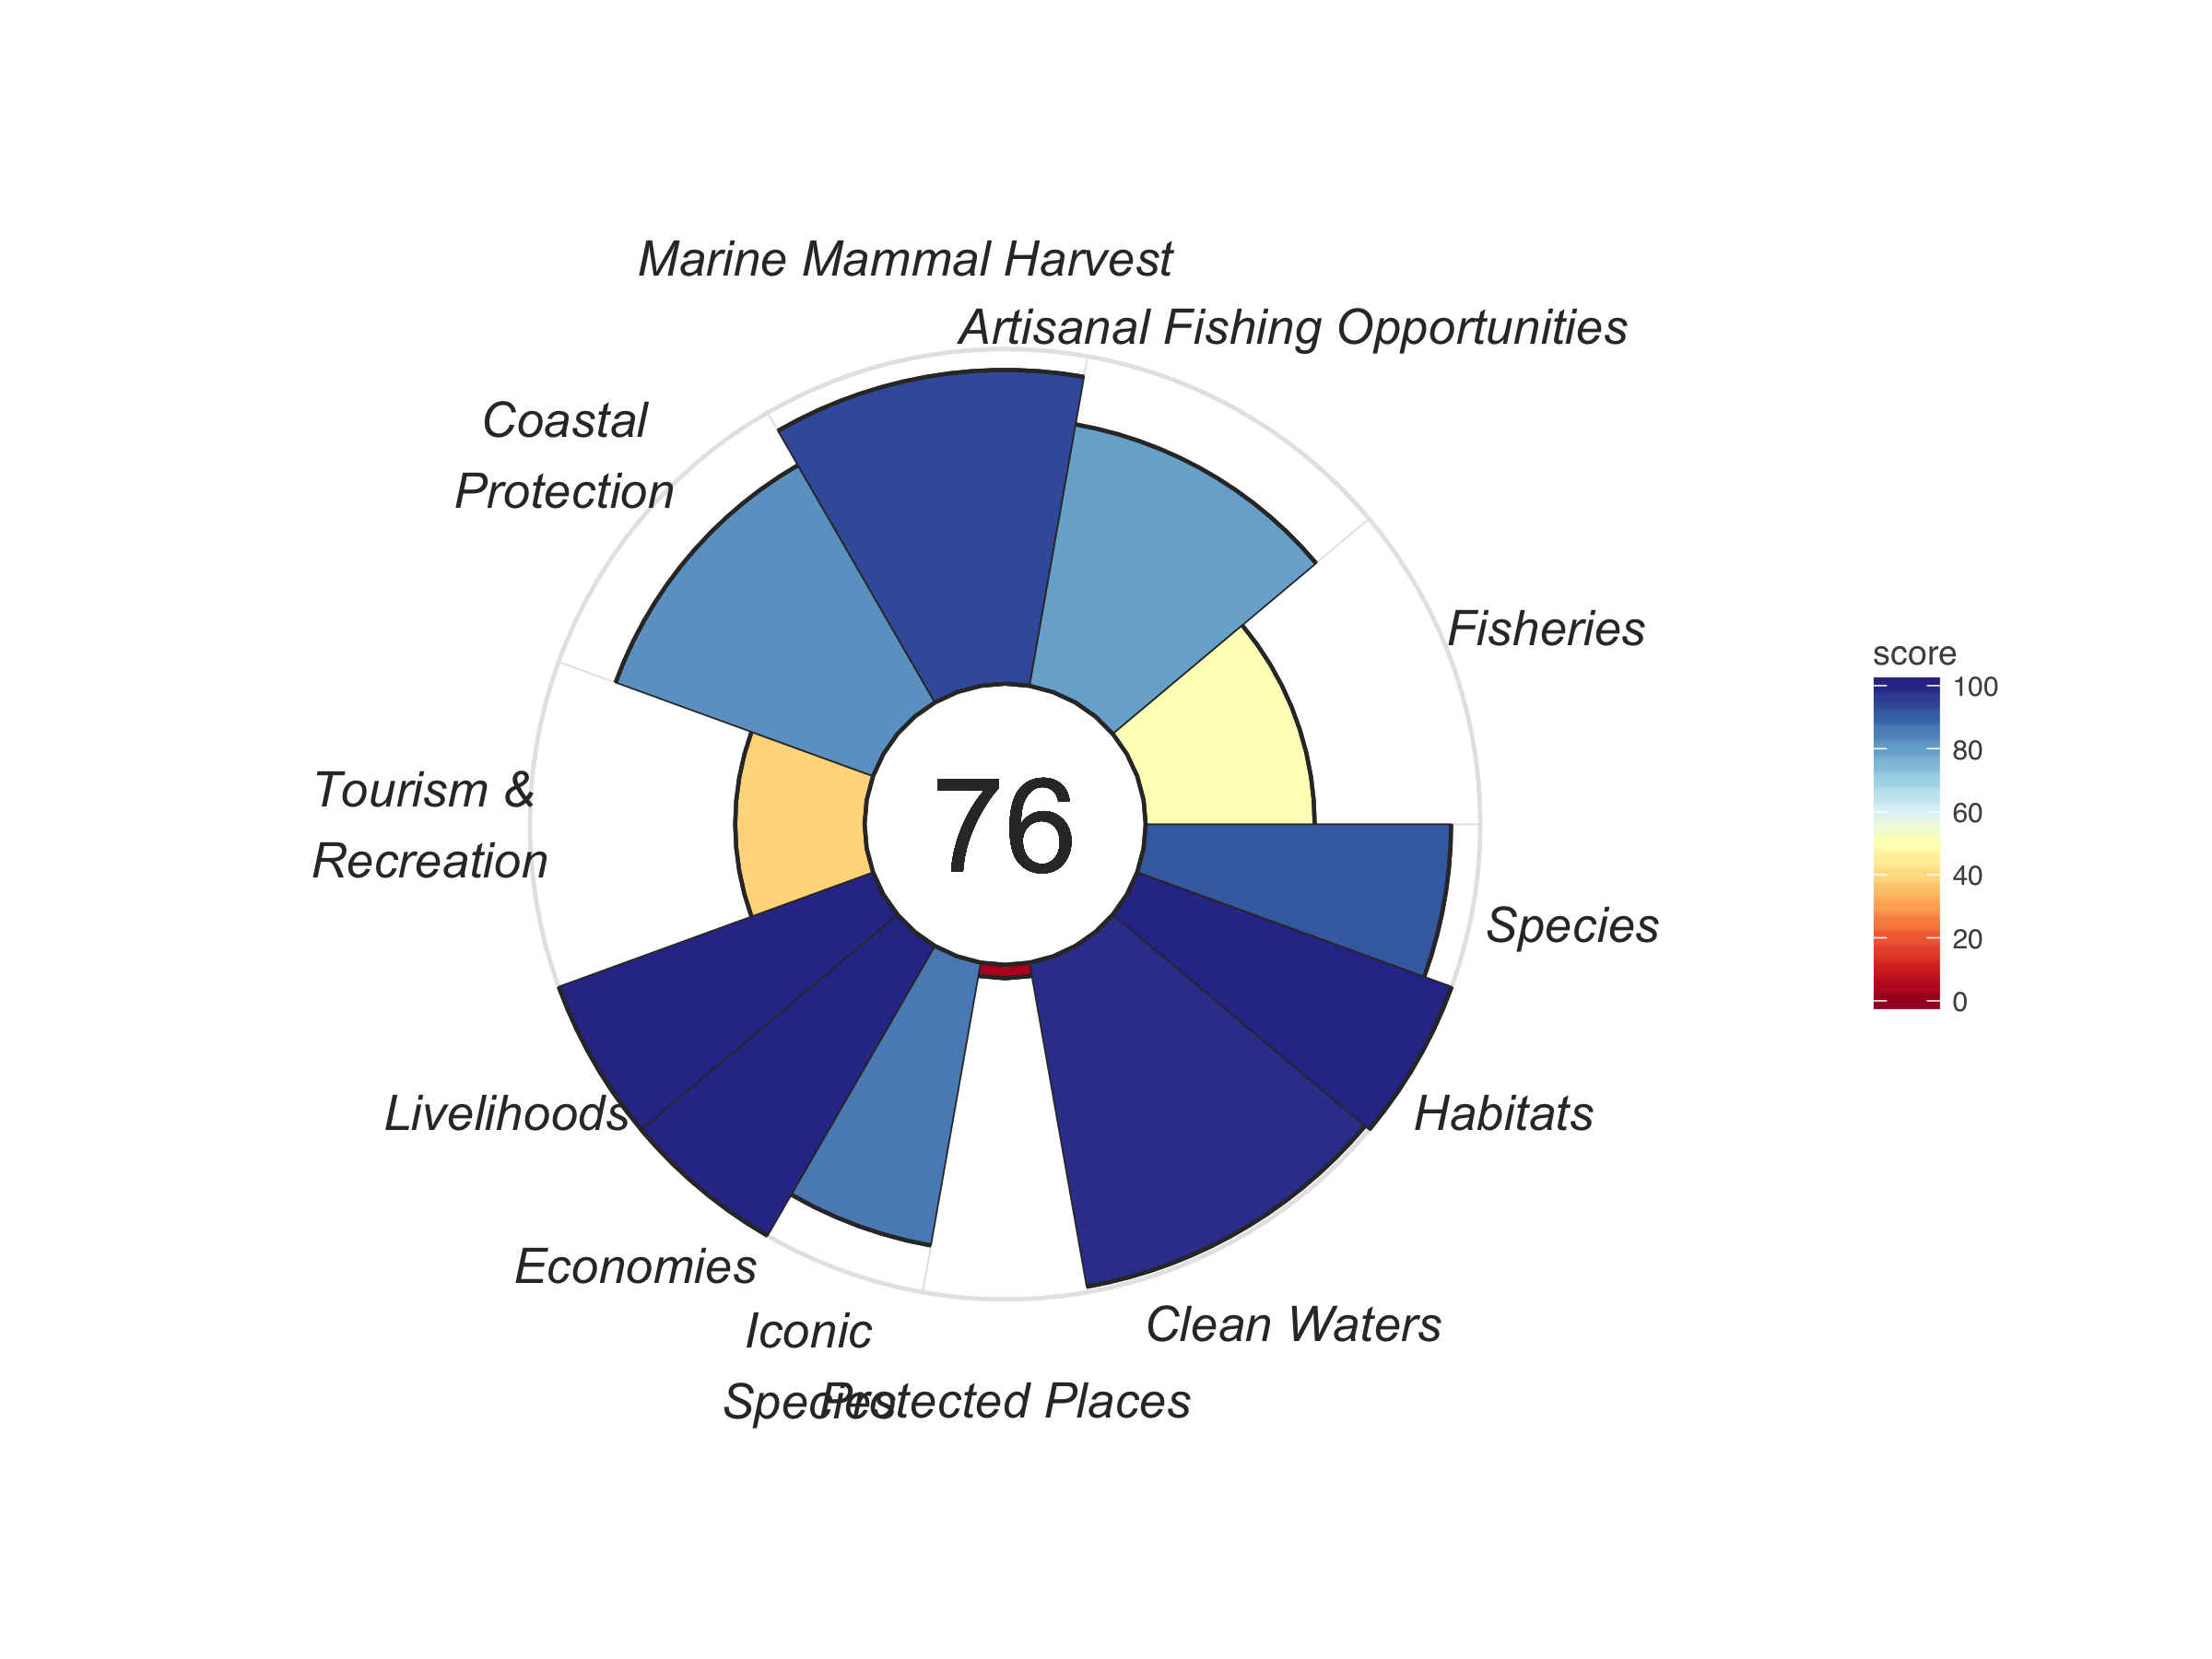 Marine Mammal Harvest
Artisanal Fishing Opportunities
Coastal
Protection
Fisheries
score
100
80
60
40
20
0
76
Tourism &
Recreation
Species
Livelihoods
Habitats
Economies
Iconic
Species
Clean Waters
Protected Places